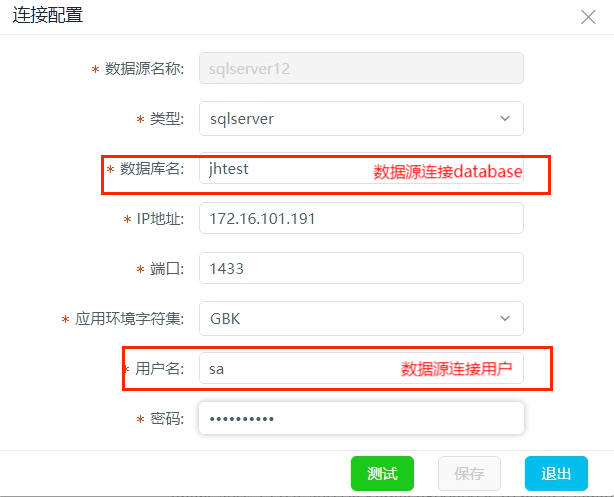 连接配置
* 数据源名称: sqlserver12
* 类型: sqlserver
* 数据库名: jhtest 数据源连接database
* IP地址: 172.16.101.191
* 端口: 1433
* 应用环境字符集: GBK
* 用户名: sa 数据源连接用户
* 密码: ••••••••••
测试 保存 退出